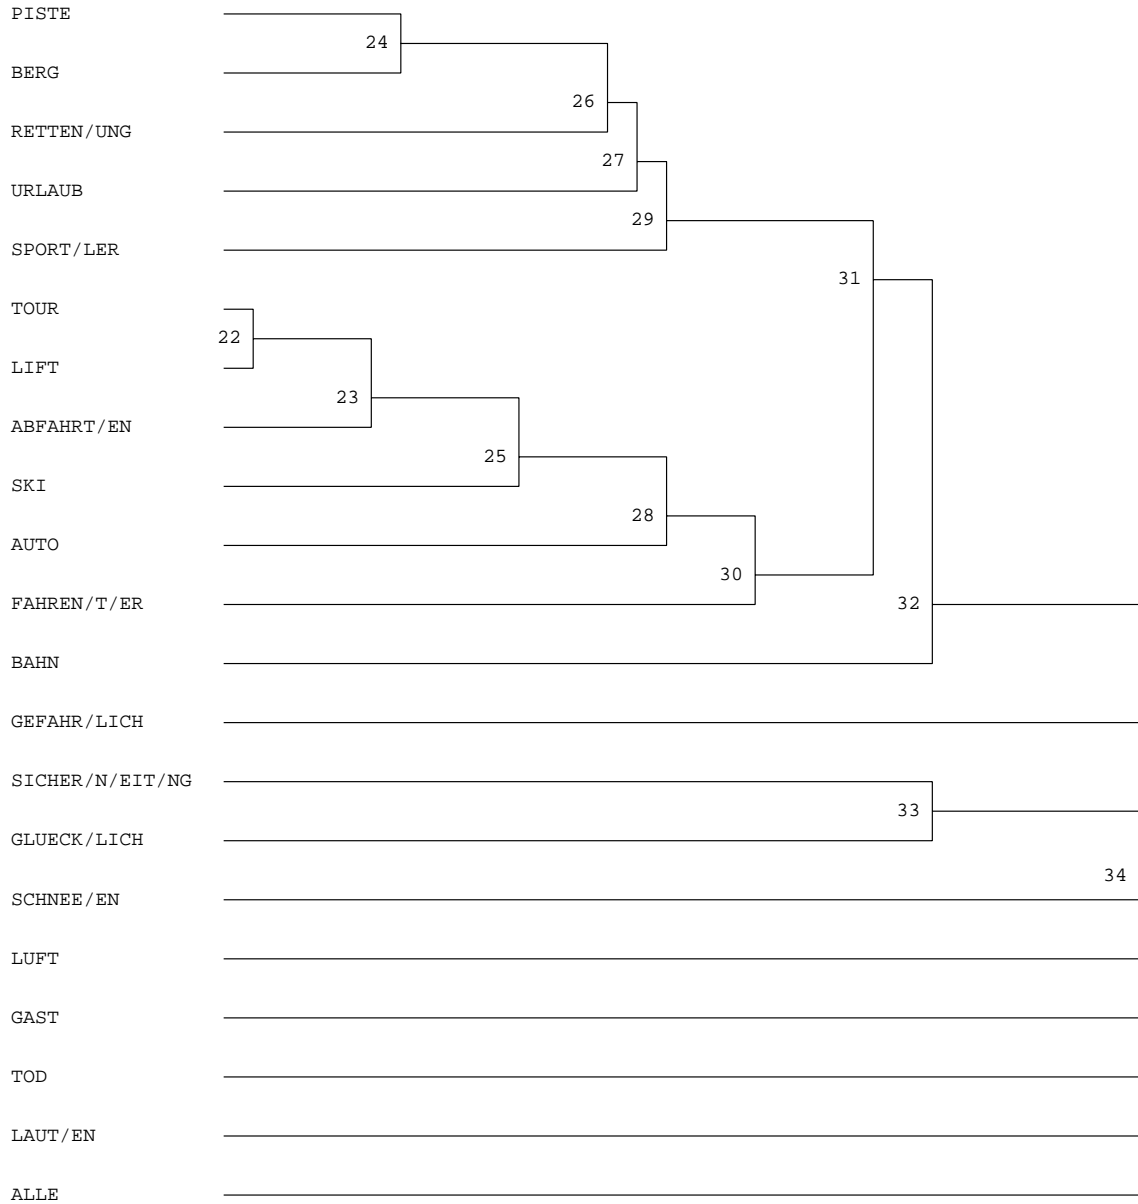 PISTE
24
BERG
26
RETTEN/UNG
27
URLAUB
29
SPORT/LER
31
TOUR
22
LIFT
23
ABFAHRT/EN
25
SKI
28
AUTO
30
FAHREN/T/ER
32
BAHN
GEFAHR/LICH
SICHER/N/EIT/NG
33
GLUECK/LICH
34
SCHNEE/EN
LUFT
GAST
TOD
LAUT/EN
ALLE